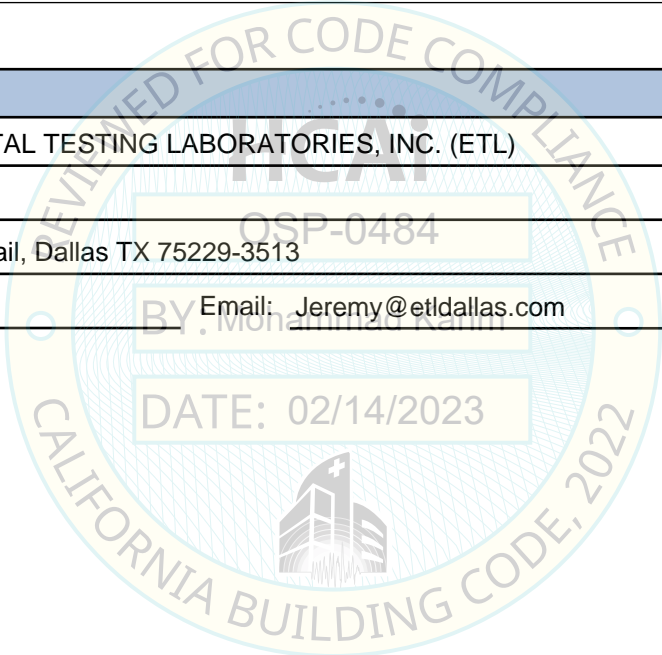 REVIEWED FOR CODE COMPLIANCE
HCAi
TAL TESTING LABORATORIES, INC. (ETL)
OSP-0484
ail, Dallas TX 75229-3513
Email: Jeremy@etldallas.com
BY: Mohammad Karim
DATE: 02/14/2023
CALIFORNIA BUILDING CODE, 2022